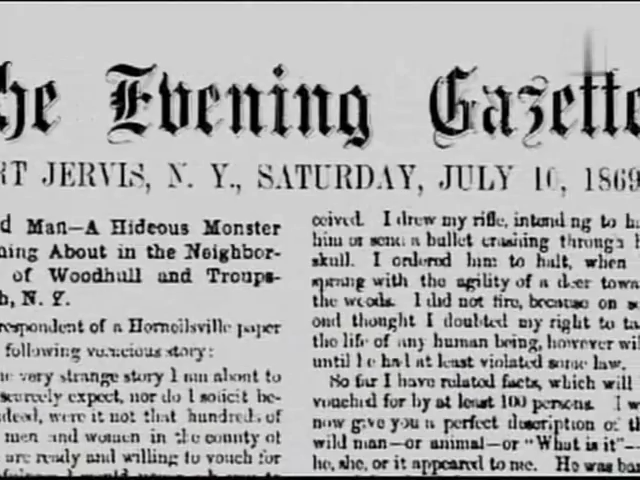 he Evening Gazette
RT JERVIS, N. Y., SATURDAY, JULY 10, 1869
d Man—A Hideous Monster
ning About in the Neighbor-
of Woodhull and Troups-
h, N. Y.
respondent of a Hornellsville paper
following veracious story:
very strange story I am about to
scarcely expect, nor do I solicit be-
deed, were it not that hundreds of
men and women in the county of
are ready and willing to vouch for
ceived. I drew my rifle, intending to
him or send a bullet crashing through
skull. I ordered him to halt, when
sprang with the agility of a deer towa
the woods. I did not fire, because on s
ond thought I doubted my right to ta
the life of any human being, however wi
until he had at least violated some law.
So far I have related facts, which will
vouched for by at least 100 persons. I w
now give you a perfect description of th
wild man—or animal—or "What is it"—
he, she, or it appeared to me. He was